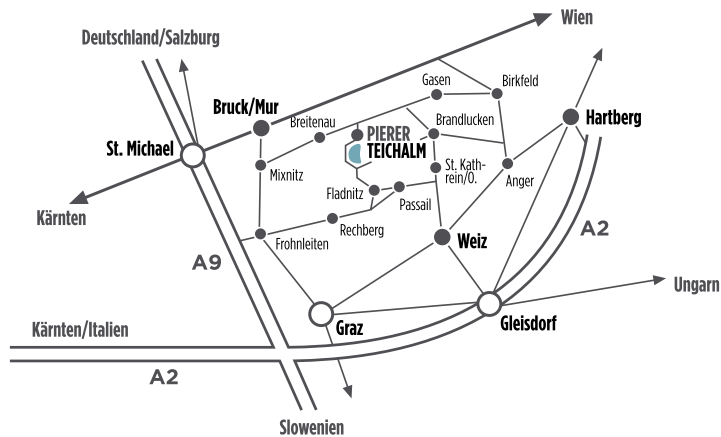 Wien
Deutschland/Salzburg
Gasen
Birkfeld
Bruck/Mur
Breitenau
Brandlucken
Hartberg
PIERER
TEICHALM
St. Michael
Mixnitz
St. Kath-
rein/O.
Anger
Fladnitz
Passail
Kärnten
Rechberg
Frohnleiten
Weiz
A2
A9
Ungarn
Kärnten/Italien
Graz
Gleisdorf
A2
Slowenien